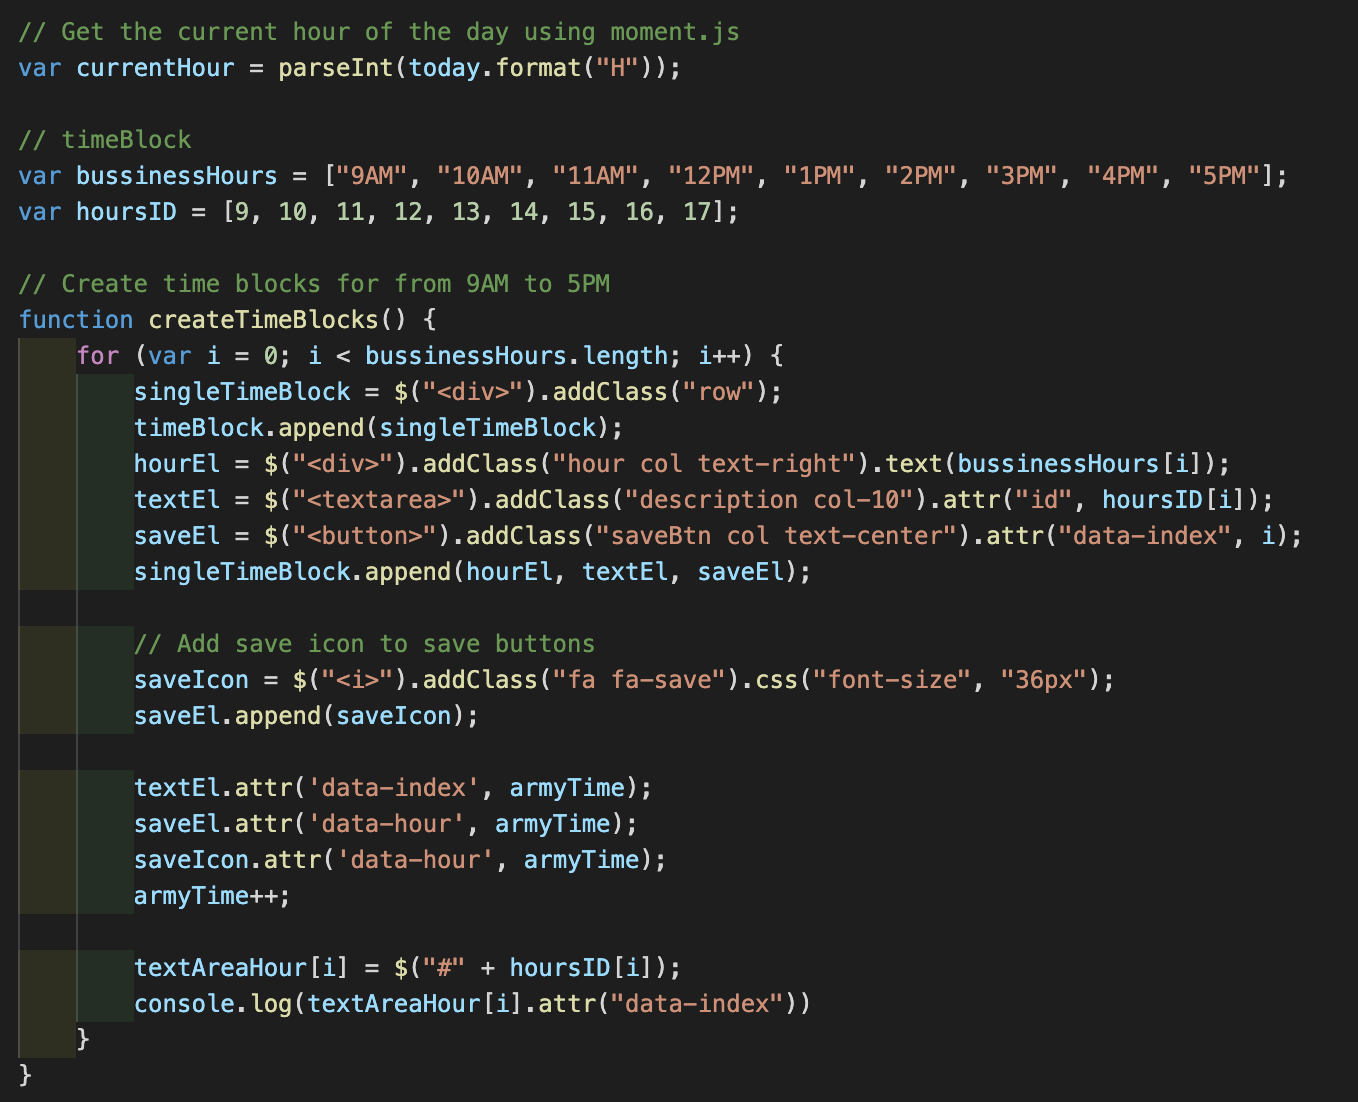 // Get the current hour of the day using moment.js
var currentHour = parseInt(today.format("H"));
// timeBlock
var bussinessHours = ["9AM", "10AM", "11AM", "12PM", "1PM", "2PM", "3PM", "4PM", "5PM"];
var hoursID = [9, 10, 11, 12, 13, 14, 15, 16, 17];
// Create time blocks for from 9AM to 5PM
function createTimeBlocks() {
    for (var i = 0; i < bussinessHours.length; i++) {
        singleTimeBlock = $("<div>").addClass("row");
        timeBlock.append(singleTimeBlock);
        hourEl = $("<div>").addClass("hour col text-right").text(bussinessHours[i]);
        textEl = $("<textarea>").addClass("description col-10").attr("id", hoursID[i]);
        saveEl = $("<button>").addClass("saveBtn col text-center").attr("data-index", i);
        singleTimeBlock.append(hourEl, textEl, saveEl);
        // Add save icon to save buttons
        saveIcon = $("<i>").addClass("fa fa-save").css("font-size", "36px");
        saveEl.append(saveIcon);
        textEl.attr('data-index', armyTime);
        saveEl.attr('data-hour', armyTime);
        saveIcon.attr('data-hour', armyTime);
        armyTime++;
        textAreaHour[i] = $("#" + hoursID[i]);
        console.log(textAreaHour[i].attr("data-index"))
    }
}